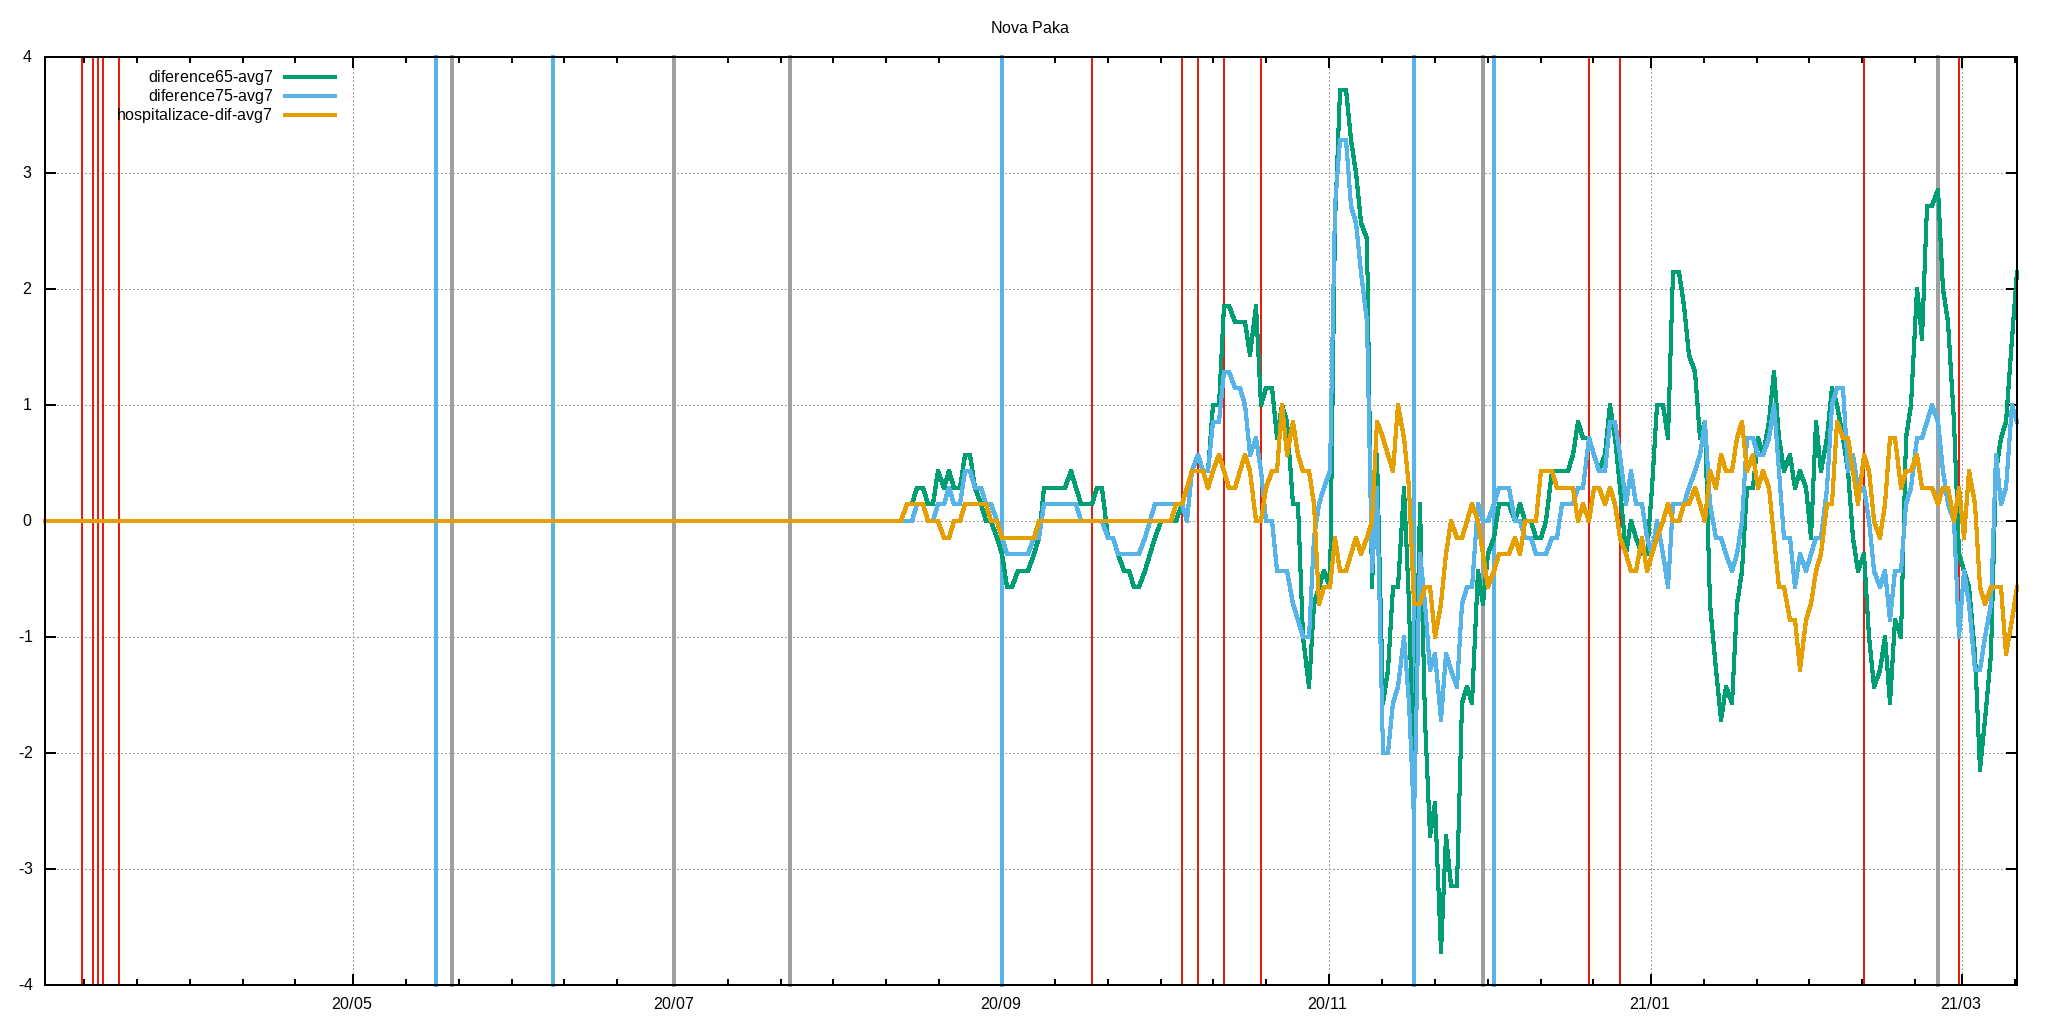 Nova Paka
4
diference65-avg7
diference75-avg7
hospitalizace-dif-avg7
3
2
1
0
-1
-2
-3
-4
20/05 20/07 20/09 20/11 21/01 21/03